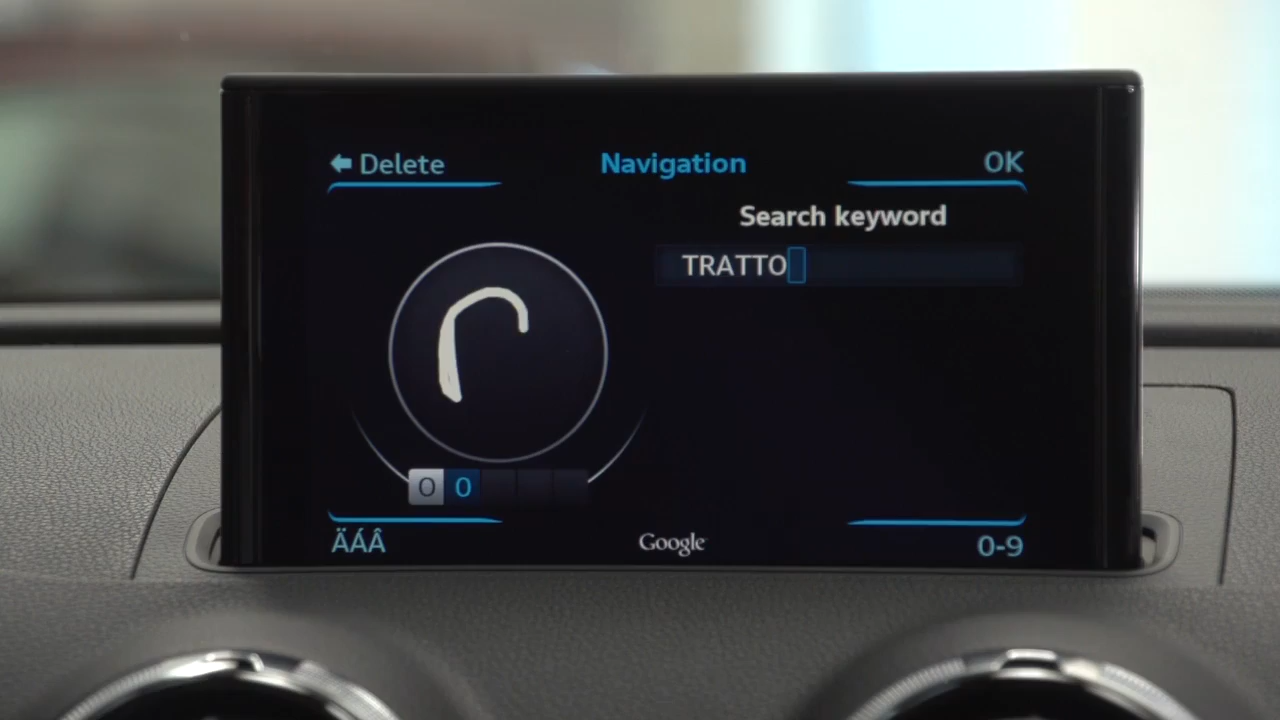 Delete Navigation OK
Search keyword
TRATTO
O 0
ÄÁÂ Google 0-9